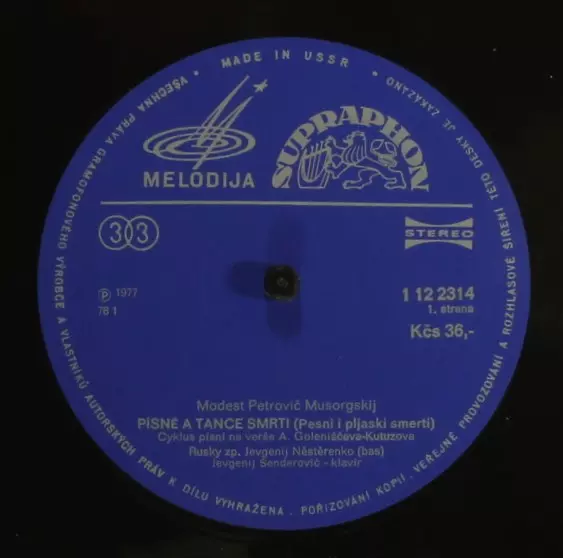 MADE IN USSR
MELODIJA
SUPRAPHON
33
STEREO
Ⓟ 1977
78 1
1 12 2314
1. strana
Kčs 36,-
Modest Petrovič Musorgskij
PÍSNĚ A TANCE SMRTI (Pesni i pljaski smerti)
Cyklus písní na verše A. Goleniščeva-Kutuzova
Rusky zp. Jevgenij Něstěrenko (bas)
Jevgenij Šenderovič - klavír
VŠECHNA PRÁVA GRAMOFONOVÉHO VÝROBCE A VLASTNÍKŮ AUTORSKÝCH PRÁV K DÍLU VYHRAŽENA. POŘIZOVÁNÍ KOPIÍ, VEŘEJNÉ PROVOZOVÁNÍ A ROZHLASOVÉ ŠÍŘENÍ TÉTO DESKY JE ZAKÁZÁNO